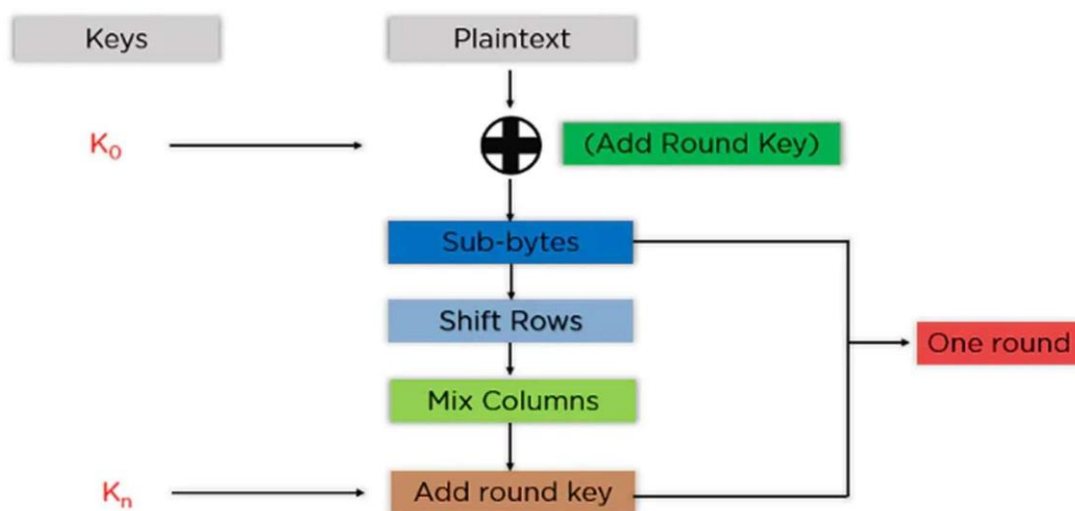 Keys
Plaintext
K₀
(Add Round Key)
Sub-bytes
Shift Rows
One round
Mix Columns
Kₙ
Add round key